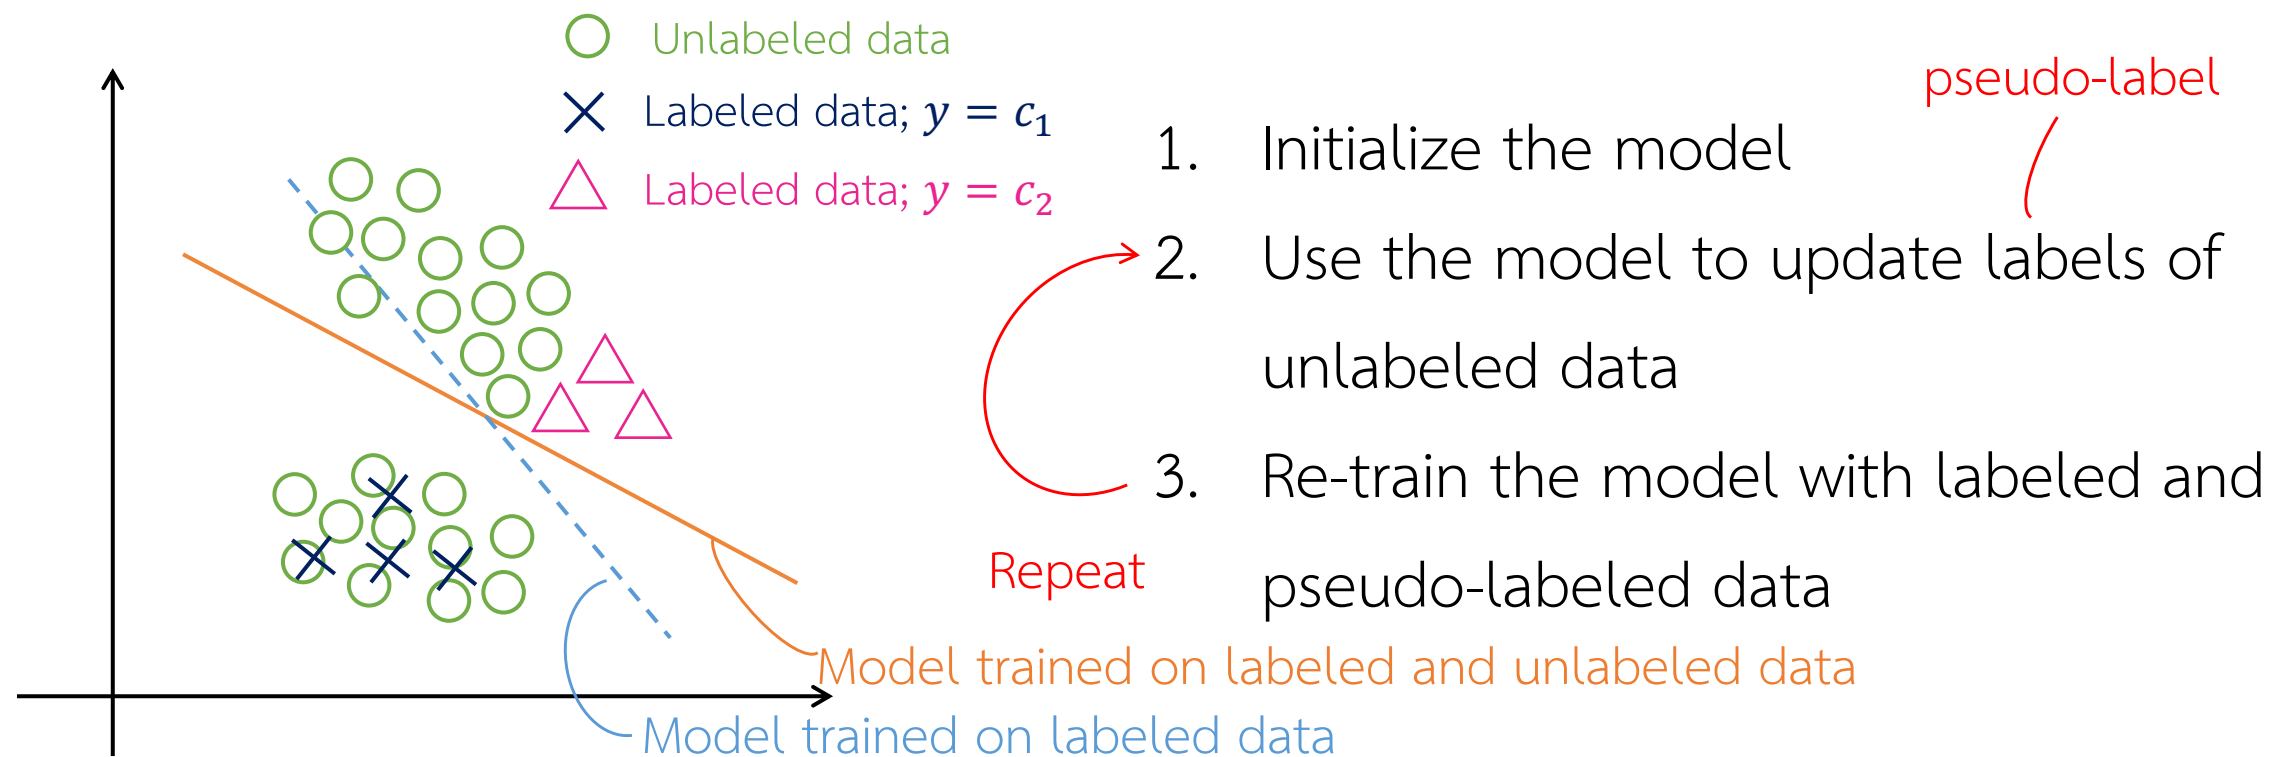 Unlabeled data
Labeled data; y = c₁
Labeled data; y = c₂
pseudo-label
1. Initialize the model
2. Use the model to update labels of
unlabeled data
3. Re-train the model with labeled and
pseudo-labeled data
Repeat
Model trained on labeled and unlabeled data
Model trained on labeled data